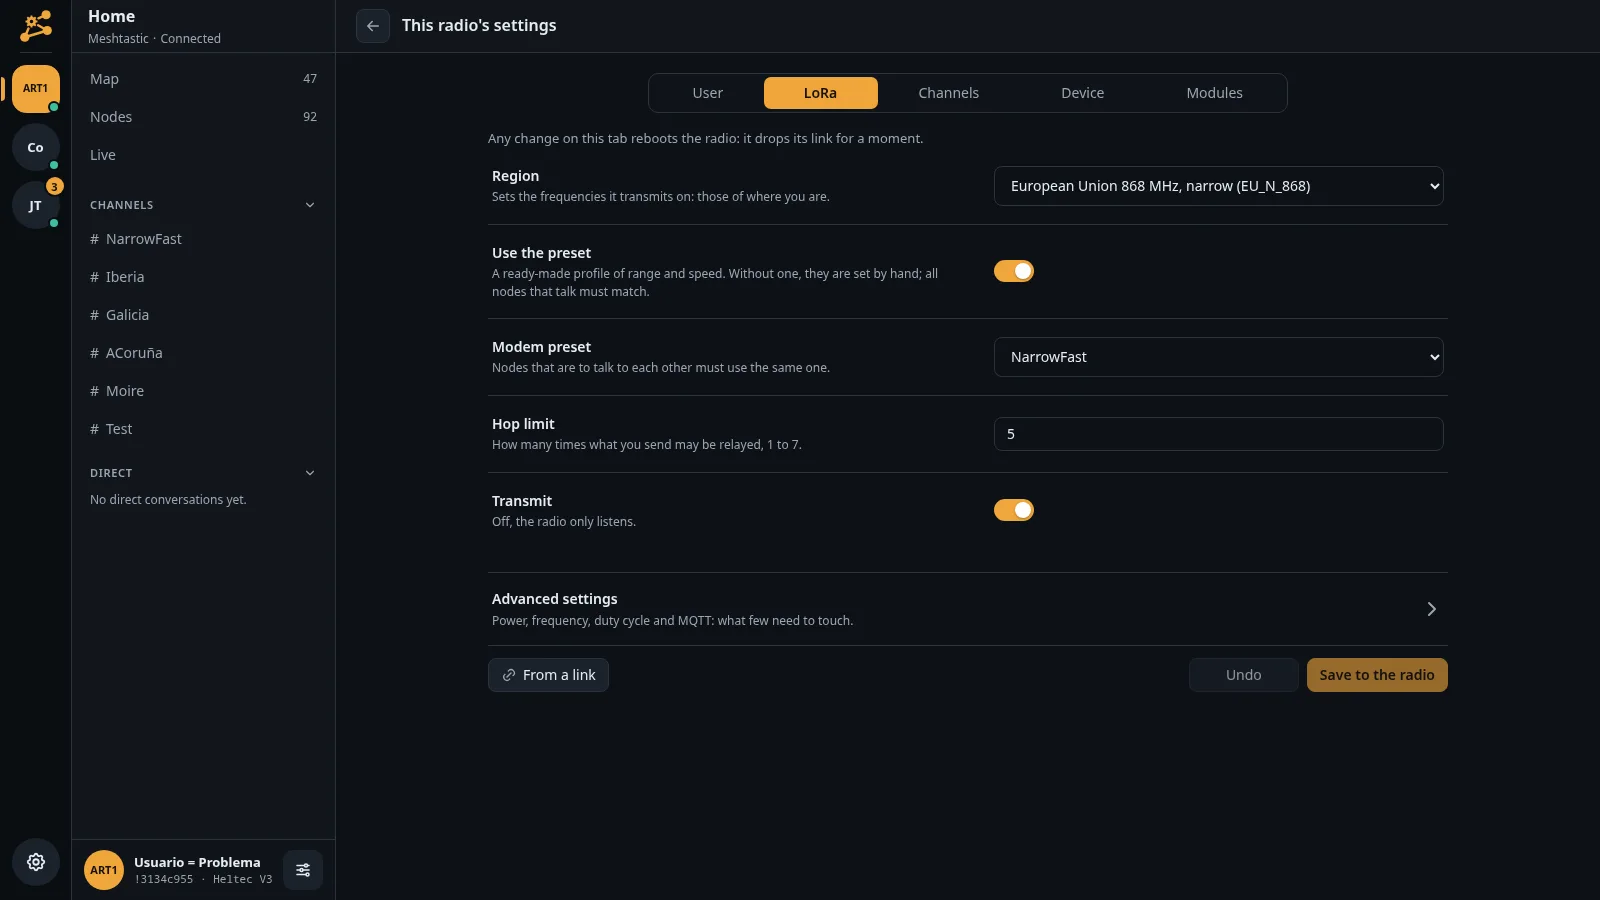 Home
Meshtastic · Connected
ART1
Co
3
JT
Map 47
Nodes 92
Live
CHANNELS
# NarrowFast
# Iberia
# Galicia
# ACoruña
# Moire
# Test
DIRECT
No direct conversations yet.
ART1
Usuario = Problema
!3134c955 · Heltec V3
This radio's settings
User LoRa Channels Device Modules
Any change on this tab reboots the radio: it drops its link for a moment.
Region
Sets the frequencies it transmits on: those of where you are.
European Union 868 MHz, narrow (EU_N_868)
Use the preset
A ready-made profile of range and speed. Without one, they are set by hand; all
nodes that talk must match.
Modem preset
Nodes that are to talk to each other must use the same one.
NarrowFast
Hop limit
How many times what you send may be relayed, 1 to 7.
5
Transmit
Off, the radio only listens.
Advanced settings
Power, frequency, duty cycle and MQTT: what few need to touch.
From a link
Undo
Save to the radio